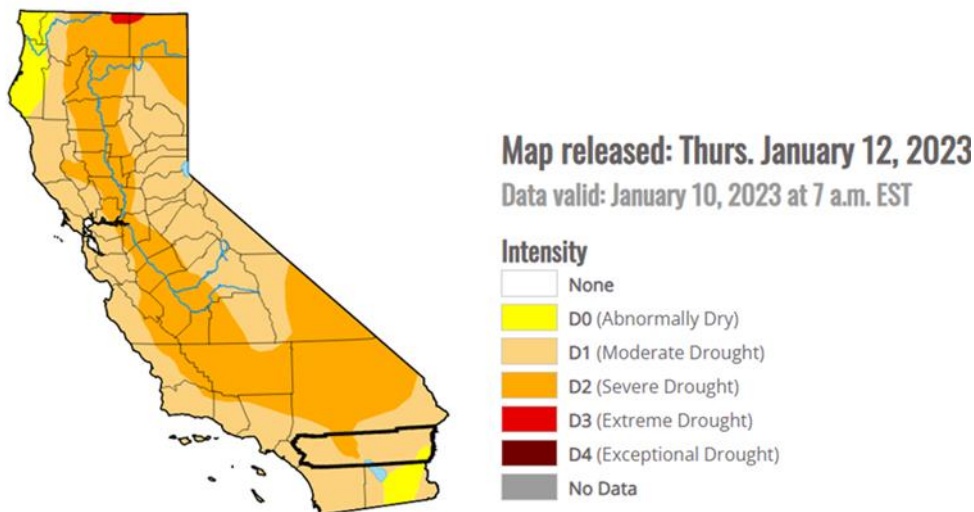 Map released: Thurs. January 12, 2023
Data valid: January 10, 2023 at 7 a.m. EST
Intensity
None
D0 (Abnormally Dry)
D1 (Moderate Drought)
D2 (Severe Drought)
D3 (Extreme Drought)
D4 (Exceptional Drought)
No Data